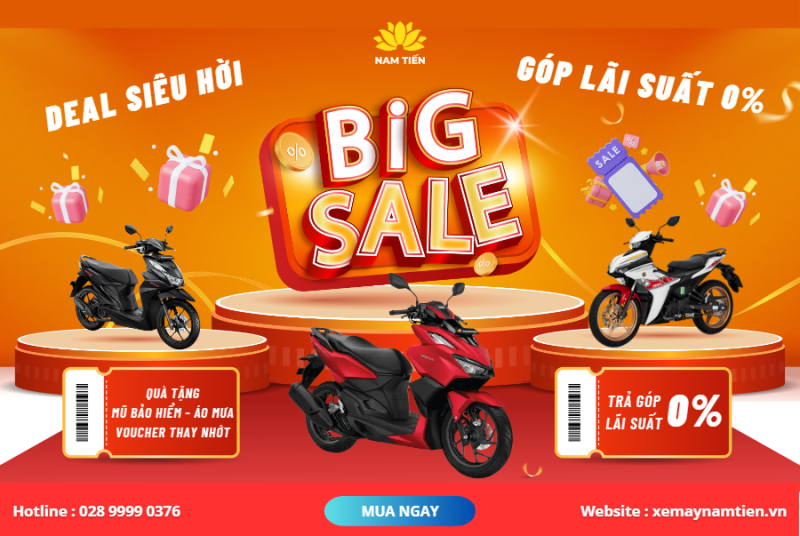 NAM TIẾN
DEAL SIÊU HỜI
GÓP LÃI SUẤT 0%
%
BiG
SALE
%
SALE
QUÀ TẶNG
MŨ BẢO HIỂM - ÁO MƯA
VOUCHER THAY NHỚT
TRẢ GÓP
LÃI SUẤT
0%
Hotline : 028 9999 0376
MUA NGAY
Website : xemaynamtien.vn